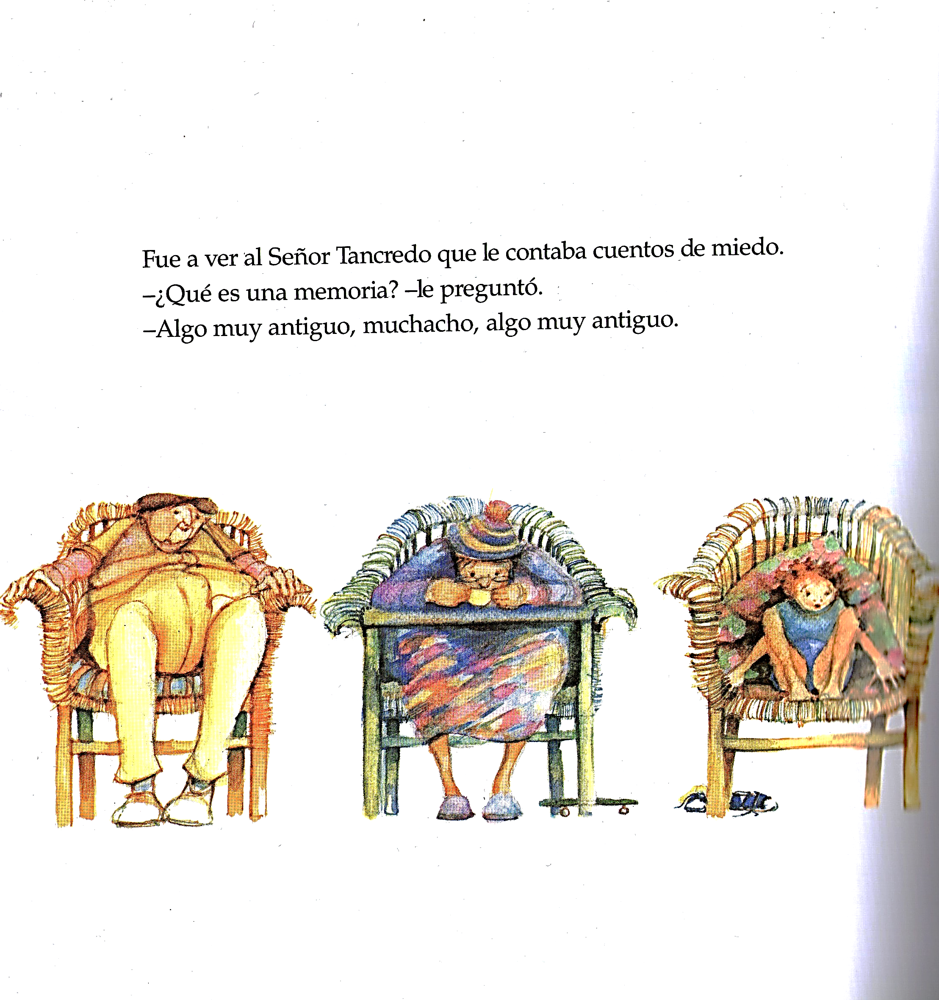 Fue a ver al Señor Tancredo que le contaba cuentos de miedo.
–¿Qué es una memoria? –le preguntó.
–Algo muy antiguo, muchacho, algo muy antiguo.